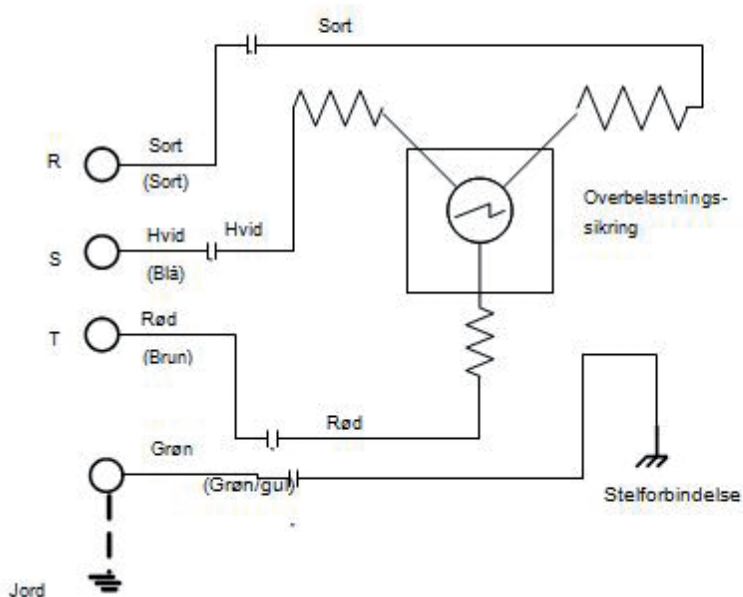 Sort
R
Sort
(Sort)
Overbelastnings-
sikring
S
Hvid
Hvid
(Blå)
T
Rød
(Brun)
Rød
Grøn
(Grøn/gul)
Stelforbindelse
Jord